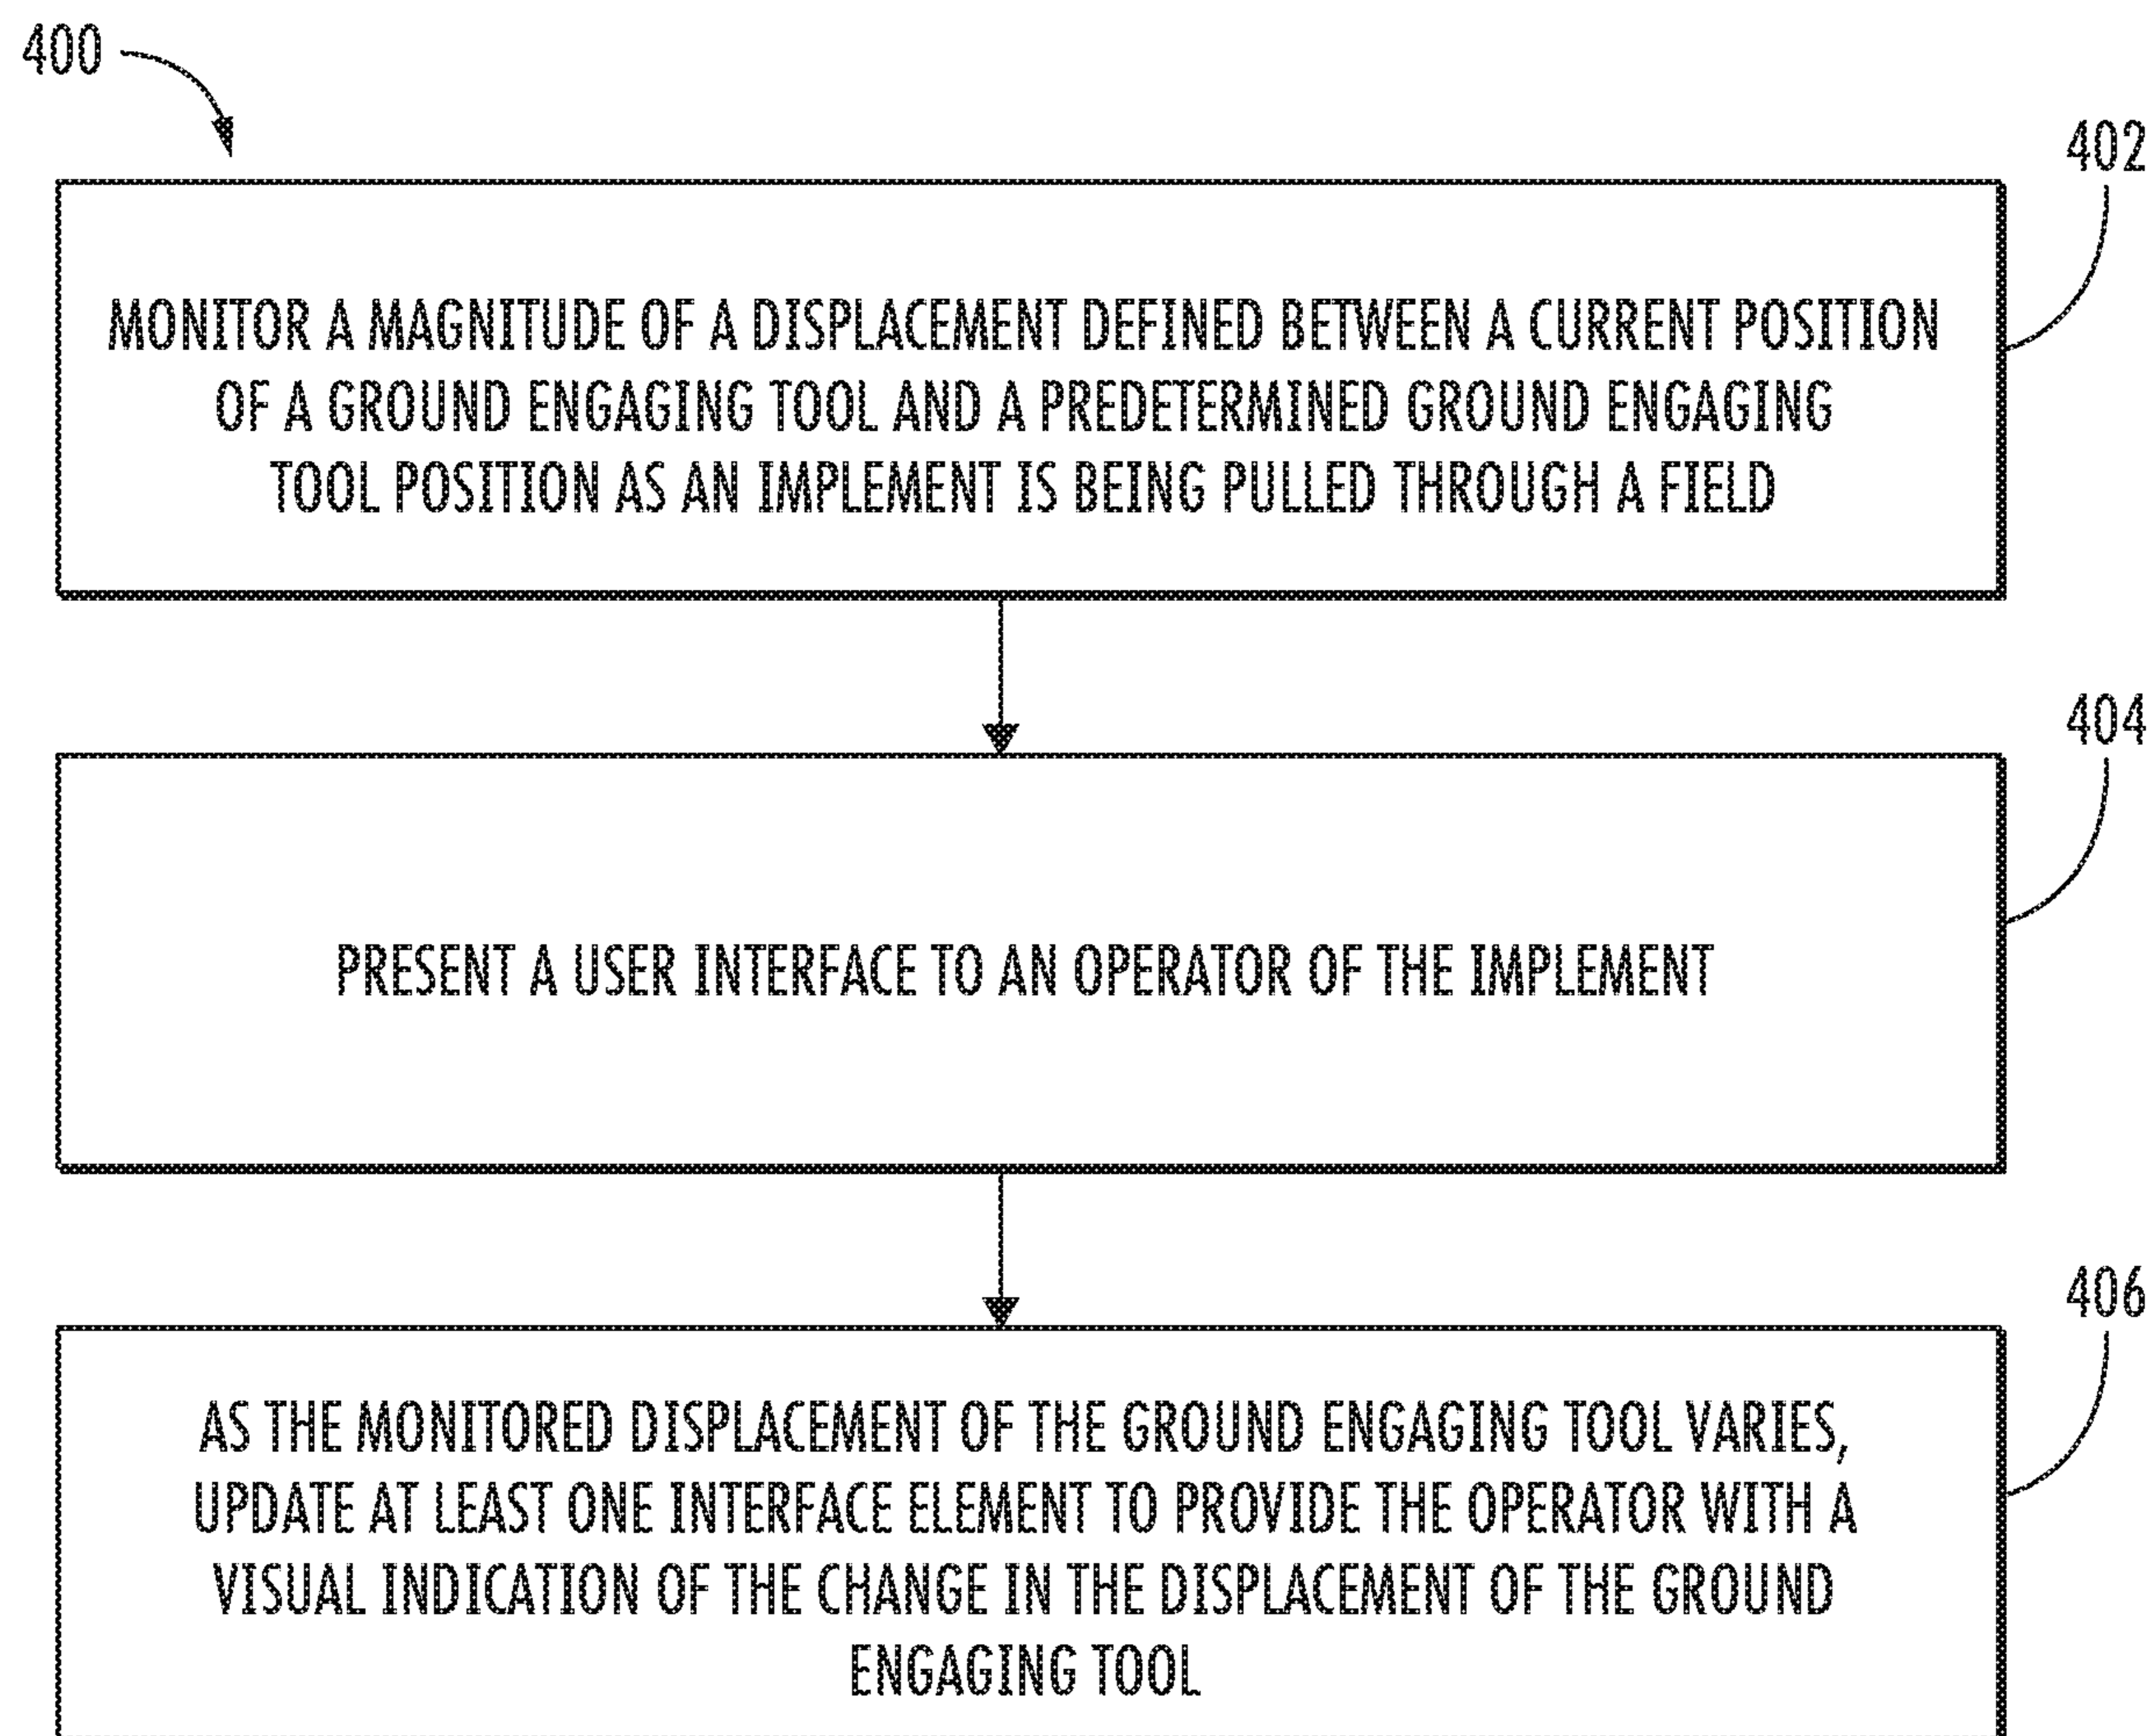 400
402
MONITOR A MAGNITUDE OF A DISPLACEMENT DEFINED BETWEEN A CURRENT POSITION
OF A GROUND ENGAGING TOOL AND A PREDETERMINED GROUND ENGAGING
TOOL POSITION AS AN IMPLEMENT IS BEING PULLED THROUGH A FIELD
404
PRESENT A USER INTERFACE TO AN OPERATOR OF THE IMPLEMENT
406
AS THE MONITORED DISPLACEMENT OF THE GROUND ENGAGING TOOL VARIES,
UPDATE AT LEAST ONE INTERFACE ELEMENT TO PROVIDE THE OPERATOR WITH A
VISUAL INDICATION OF THE CHANGE IN THE DISPLACEMENT OF THE GROUND
ENGAGING TOOL